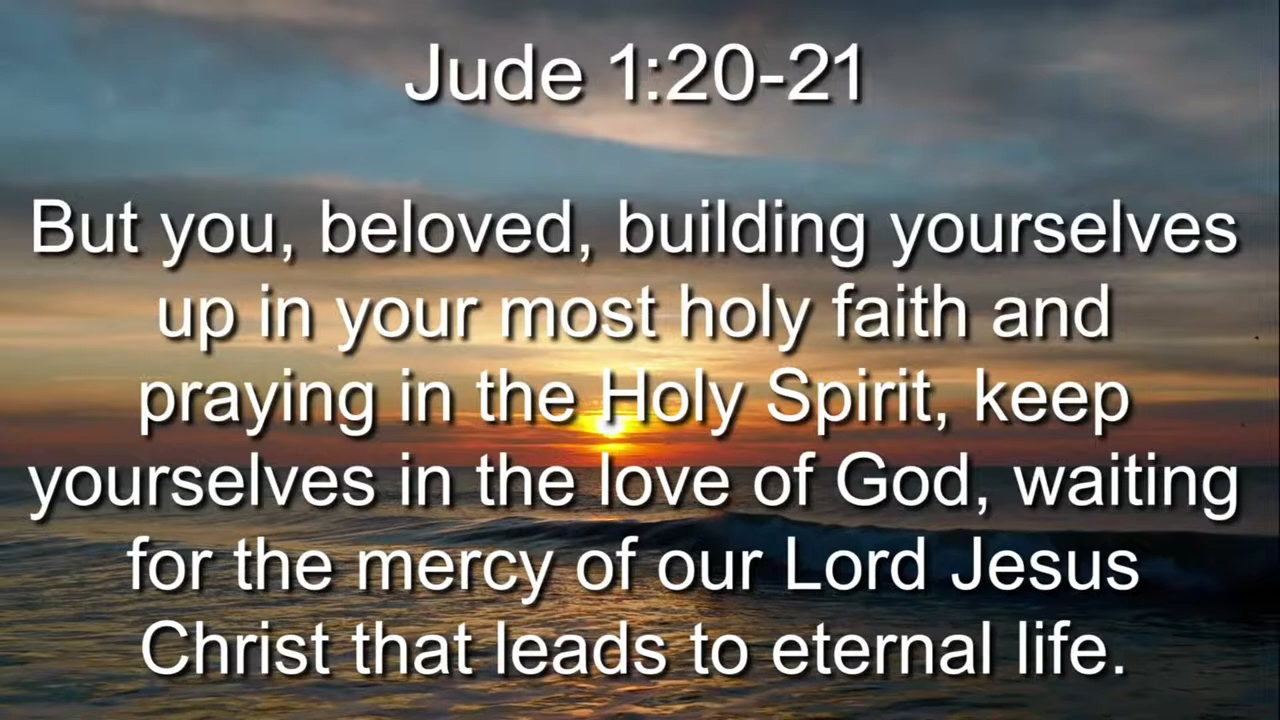 Jude 1:20-21
But you, beloved, building yourselves
up in your most holy faith and
praying in the Holy Spirit, keep
yourselves in the love of God, waiting
for the mercy of our Lord Jesus
Christ that leads to eternal life.